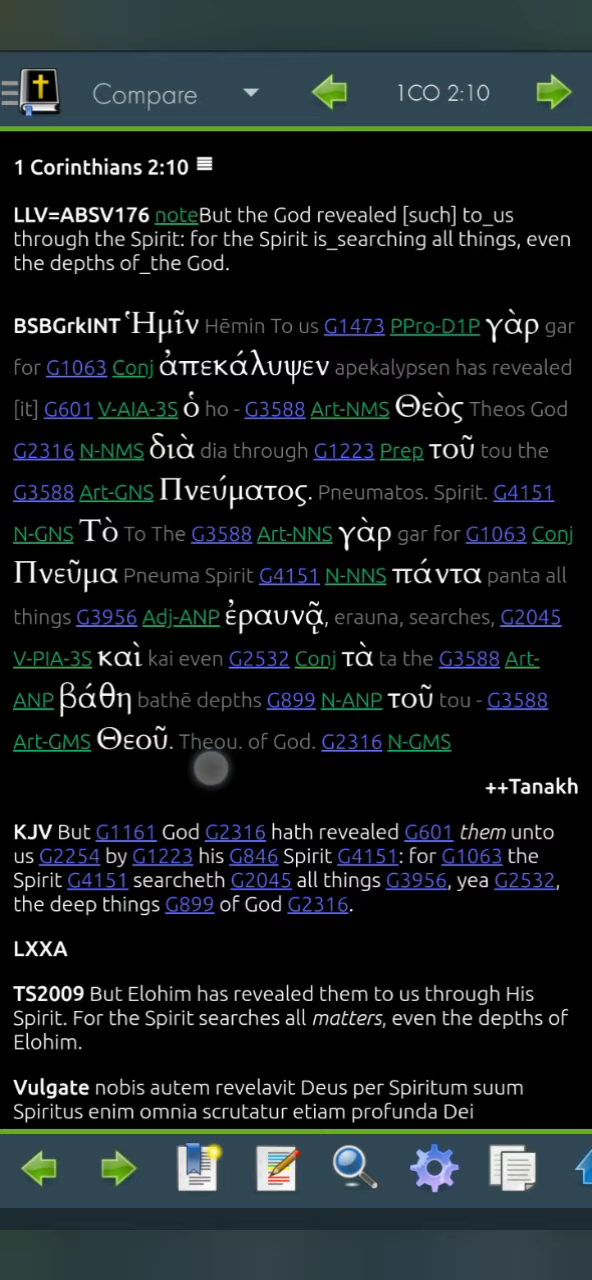 Compare
1CO 2:10
1 Corinthians 2:10
LLV=ABSV176 noteBut the God revealed [such] to_us
through the Spirit: for the Spirit is_searching all things, even
the depths of_the God.
BSBGrkINT Ἡμῖν Hēmin To us G1473 PPro-D1P γὰρ gar
for G1063 Conj ἀπεκάλυψεν apekalypsen has revealed
[it] G601 V-AIA-3S ὁ ho - G3588 Art-NMS Θεὸς Theos God
G2316 N-NMS διὰ dia through G1223 Prep τοῦ tou the
G3588 Art-GNS Πνεύματος. Pneumatos. Spirit. G4151
N-GNS Τὸ To The G3588 Art-NNS γὰρ gar for G1063 Conj
Πνεῦμα Pneuma Spirit G4151 N-NNS πάντα panta all
things G3956 Adj-ANP ἐραυνᾷ, erauna, searches, G2045
V-PIA-3S καὶ kai even G2532 Conj τὰ ta the G3588 Art-
ANP βάθη bathē depths G899 N-ANP τοῦ tou - G3588
Art-GMS Θεοῦ. Theou. of God. G2316 N-GMS
++Tanakh
KJV But G1161 God G2316 hath revealed G601 them unto
us G2254 by G1223 his G846 Spirit G4151: for G1063 the
Spirit G4151 searcheth G2045 all things G3956, yea G2532,
the deep things G899 of God G2316.
LXXA
TS2009 But Elohim has revealed them to us through His
Spirit. For the Spirit searches all matters, even the depths of
Elohim.
Vulgate nobis autem revelavit Deus per Spiritum suum
Spiritus enim omnia scrutatur etiam profunda Dei